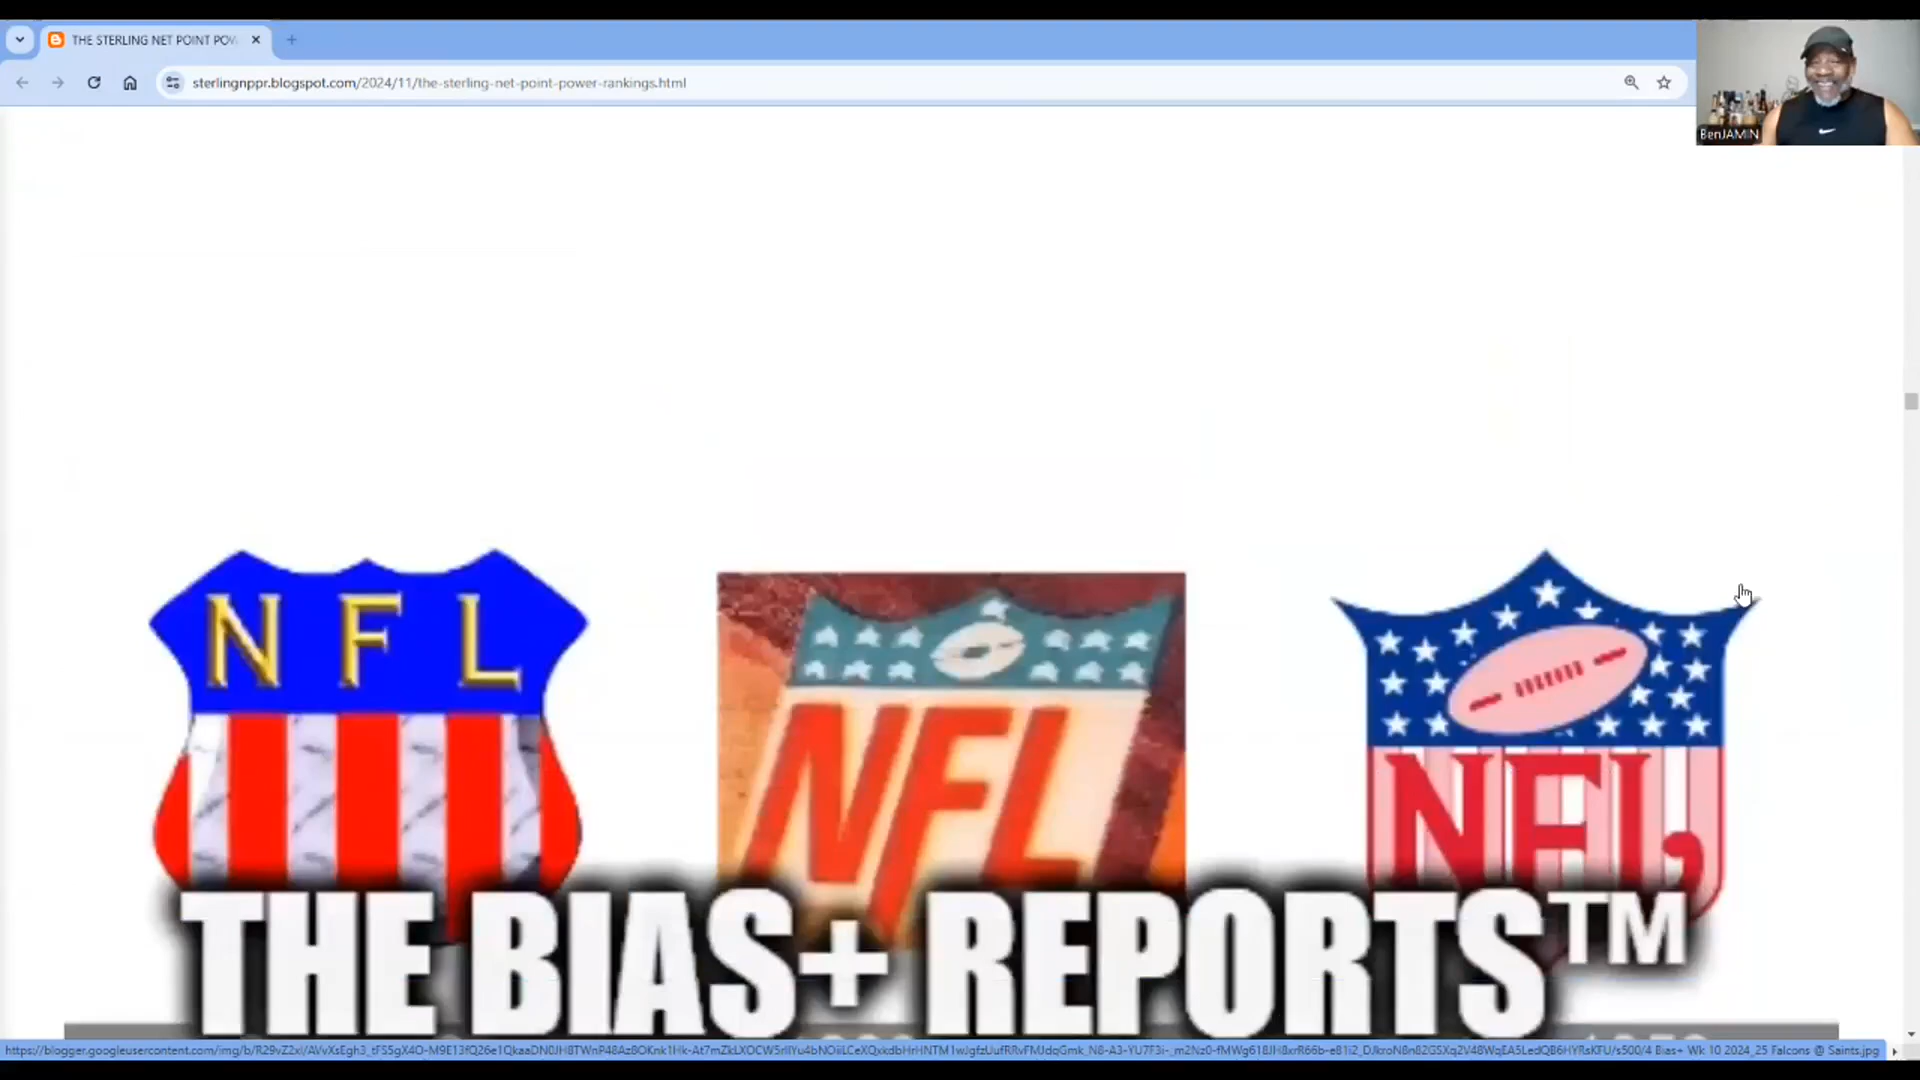 THE STERLING NET POINT POW
sterlingnppr.blogspot.com/2024/11/the-sterling-net-point-power-rankings.html
BenJAMIN
NFL
NFL
NFL
THE BIAS+ REPORTS™